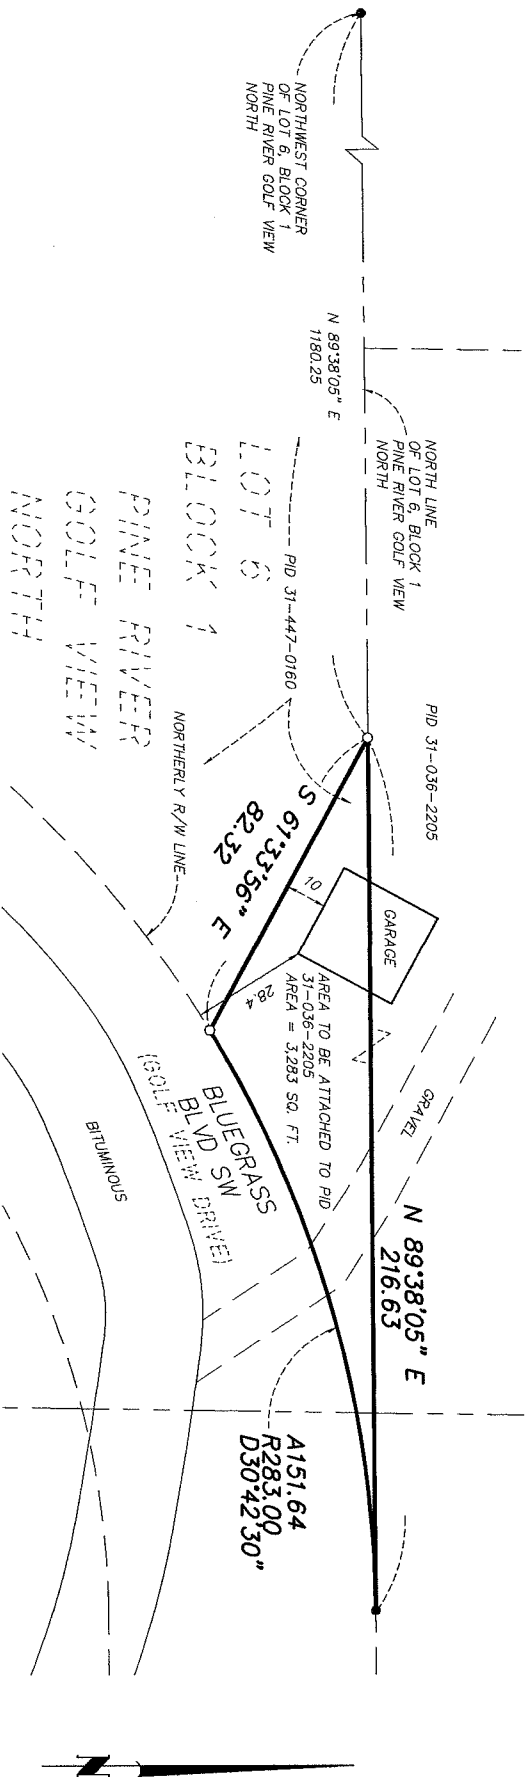 NORTHWEST CORNER
OF LOT 6, BLOCK 1
PINE RIVER GOLF VIEW
NORTH
N 89°38'05" E
1180.25
NORTH LINE
OF LOT 6, BLOCK 1
PINE RIVER GOLF VIEW
NORTH
PID 31-036-2205
PID 31-447-0160
LOT 6
BLOCK 1
PINE RIVER
GOLF VIEW
NORTH
NORTHERLY R/W LINE
S 61°33'56" E
82.32
10
GARAGE
28.4
AREA TO BE ATTACHED TO PID
31-036-2205
AREA = 3,283 SQ. FT.
GRAVEL
N 89°38'05" E
216.63
BLUEGRASS
BLVD SW
(GOLF VIEW DRIVE)
BITUMINOUS
A151.64
R283.00
D30°42'30"
N